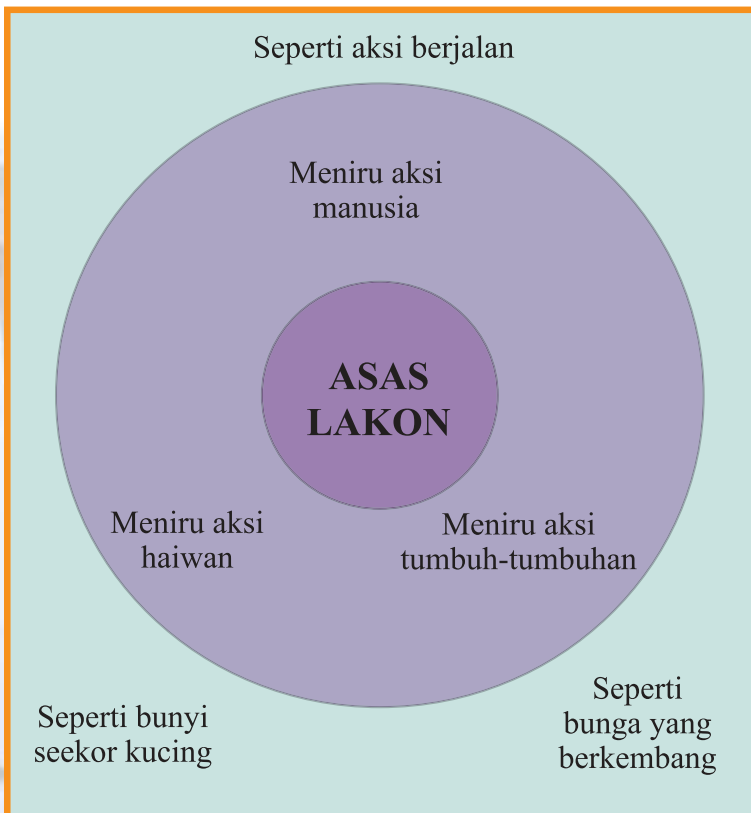 Seperti aksi berjalan
Meniru aksi
manusia
ASAS
LAKON
Meniru aksi
haiwan
Meniru aksi
tumbuh-tumbuhan
Seperti bunyi
seekor kucing
Seperti
bunga yang
berkembang